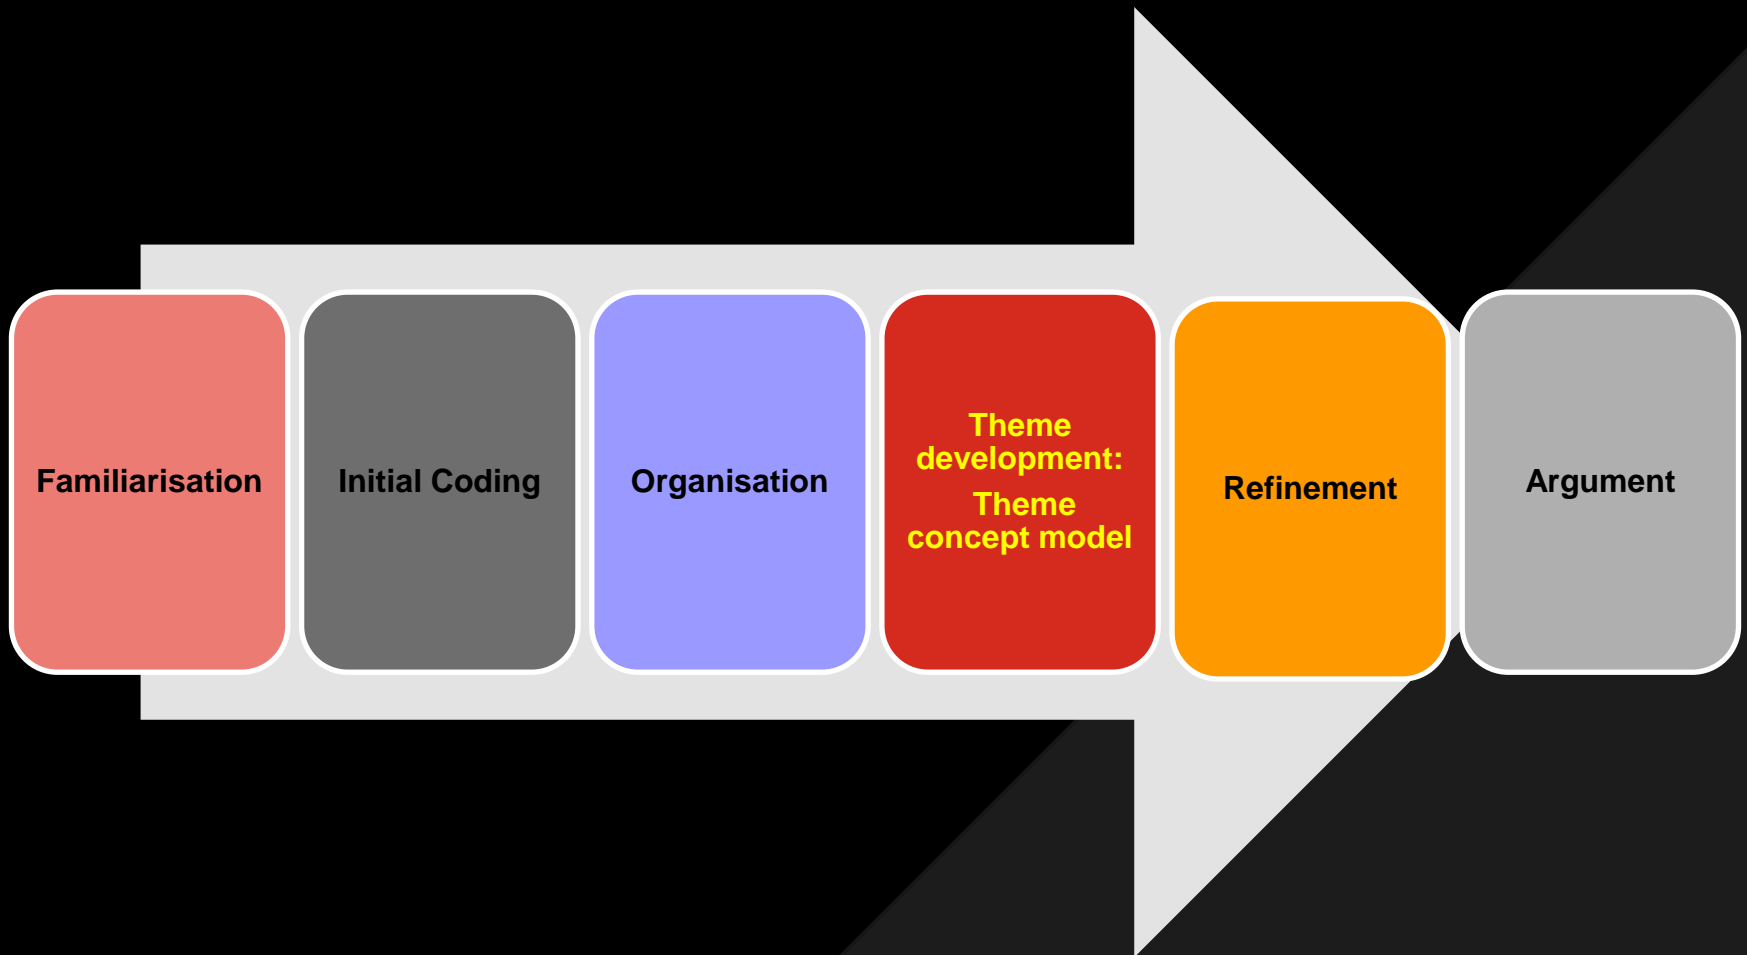 Familiarisation
Initial Coding
Organisation
Theme
development:
Theme
concept model
Refinement
Argument